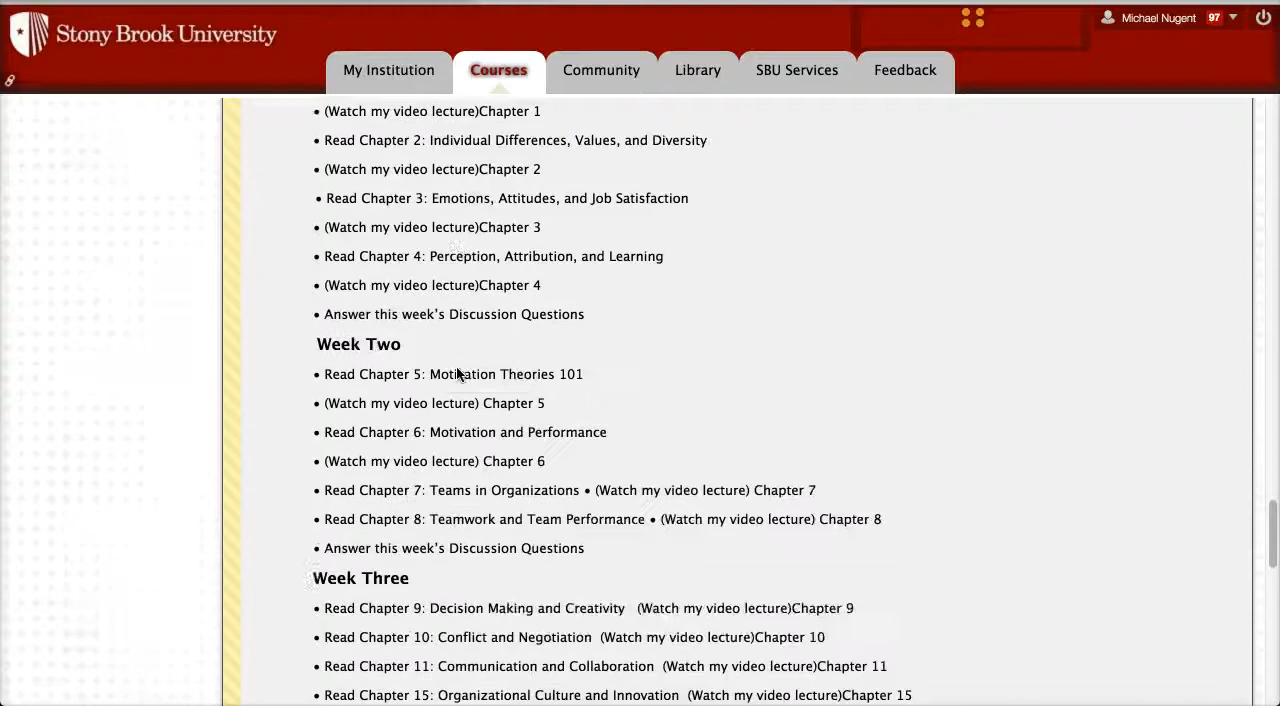 Stony Brook University
Michael Nugent 97
My Institution Courses Community Library SBU Services Feedback
• (Watch my video lecture)Chapter 1
• Read Chapter 2: Individual Differences, Values, and Diversity
• (Watch my video lecture)Chapter 2
• Read Chapter 3: Emotions, Attitudes, and Job Satisfaction
• (Watch my video lecture)Chapter 3
• Read Chapter 4: Perception, Attribution, and Learning
• (Watch my video lecture)Chapter 4
• Answer this week's Discussion Questions
Week Two
• Read Chapter 5: Motivation Theories 101
• (Watch my video lecture) Chapter 5
• Read Chapter 6: Motivation and Performance
• (Watch my video lecture) Chapter 6
• Read Chapter 7: Teams in Organizations • (Watch my video lecture) Chapter 7
• Read Chapter 8: Teamwork and Team Performance • (Watch my video lecture) Chapter 8
• Answer this week's Discussion Questions
Week Three
• Read Chapter 9: Decision Making and Creativity (Watch my video lecture)Chapter 9
• Read Chapter 10: Conflict and Negotiation (Watch my video lecture)Chapter 10
• Read Chapter 11: Communication and Collaboration (Watch my video lecture)Chapter 11
• Read Chapter 15: Organizational Culture and Innovation (Watch my video lecture)Chapter 15